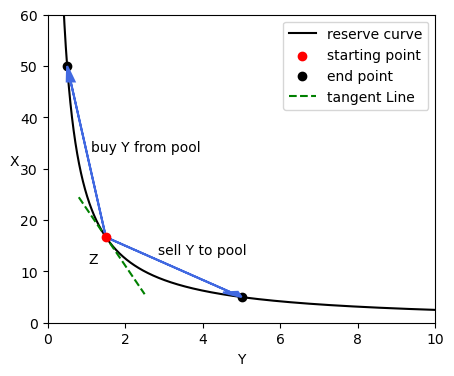 60
50
40
30
20
10
0
X
reserve curve
starting point
end point
tangent Line
buy Y from pool
sell Y to pool
Z
0
2
4
6
8
10
Y